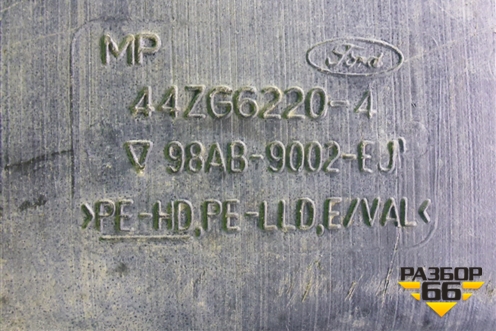 MP Ford
44ZG6220-4
98AB-9002-EJ
>PE-HD,PE-LLD,E/VAL<
РАЗБОР
66